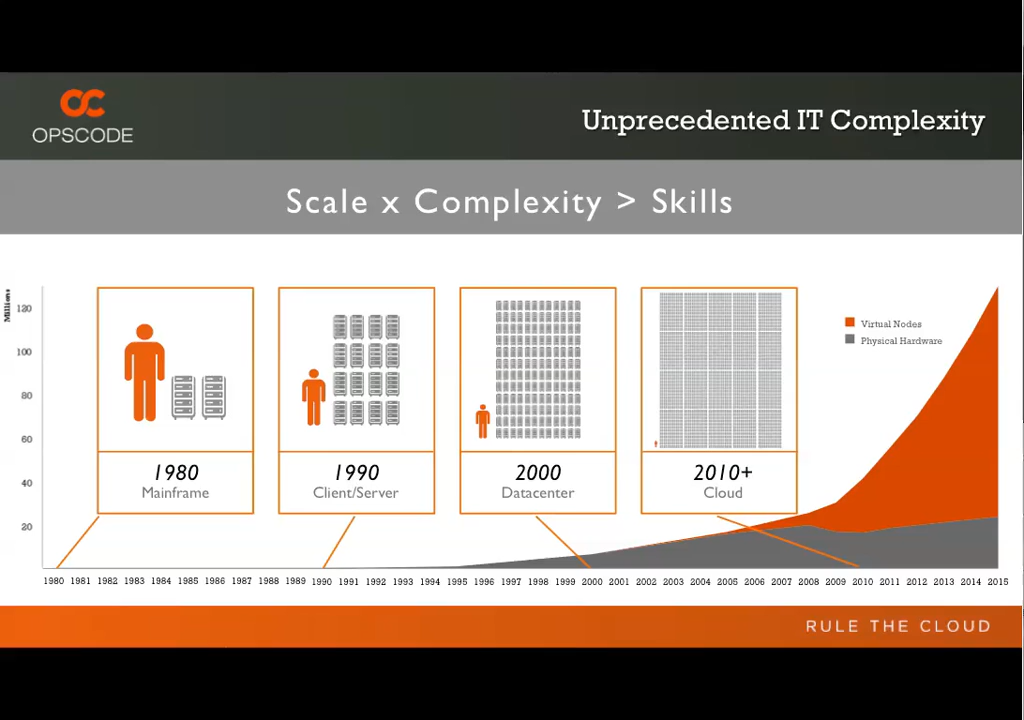 OPSCODE
Unprecedented IT Complexity
Scale x Complexity > Skills
Millions
120
100
80
60
40
20
1980
Mainframe
1990
Client/Server
2000
Datacenter
2010+
Cloud
Virtual Nodes
Physical Hardware
1980 1981 1982 1983 1984 1985 1986 1987 1988 1989 1990 1991 1992 1993 1994 1995 1996 1997 1998 1999 2000 2001 2002 2003 2004 2005 2006 2007 2008 2009 2010 2011 2012 2013 2014 2015
RULE THE CLOUD